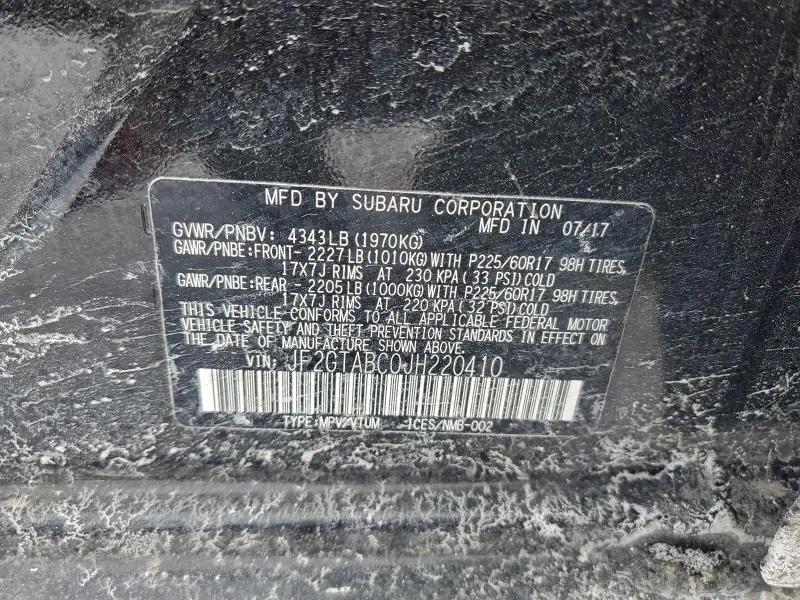 MFD BY SUBARU CORPORATION
GVWR/PNBV: 4343LB(1970KG) MFD IN 07/17
GAWR/PNBE:FRONT- 2227LB(1010KG)WITH P225/60R17 98H TIRES,
17X7J RIMS AT 230 KPA(33 PSI)COLD
GAWR/PNBE:REAR - 2205LB(1000KG)WITH P225/60R17 98H TIRES,
17X7J RIMS AT 220 KPA(32 PSI)COLD
THIS VEHICLE CONFORMS TO ALL APPLICABLE FEDERAL MOTOR
VEHICLE SAFETY AND THEFT PREVENTION STANDARDS IN EFFECT ON
THE DATE OF MANUFACTURE SHOWN ABOVE.
VIN: JF2GTABC0JH220410
TYPE:MPV/VTUM ICES/NMB-002